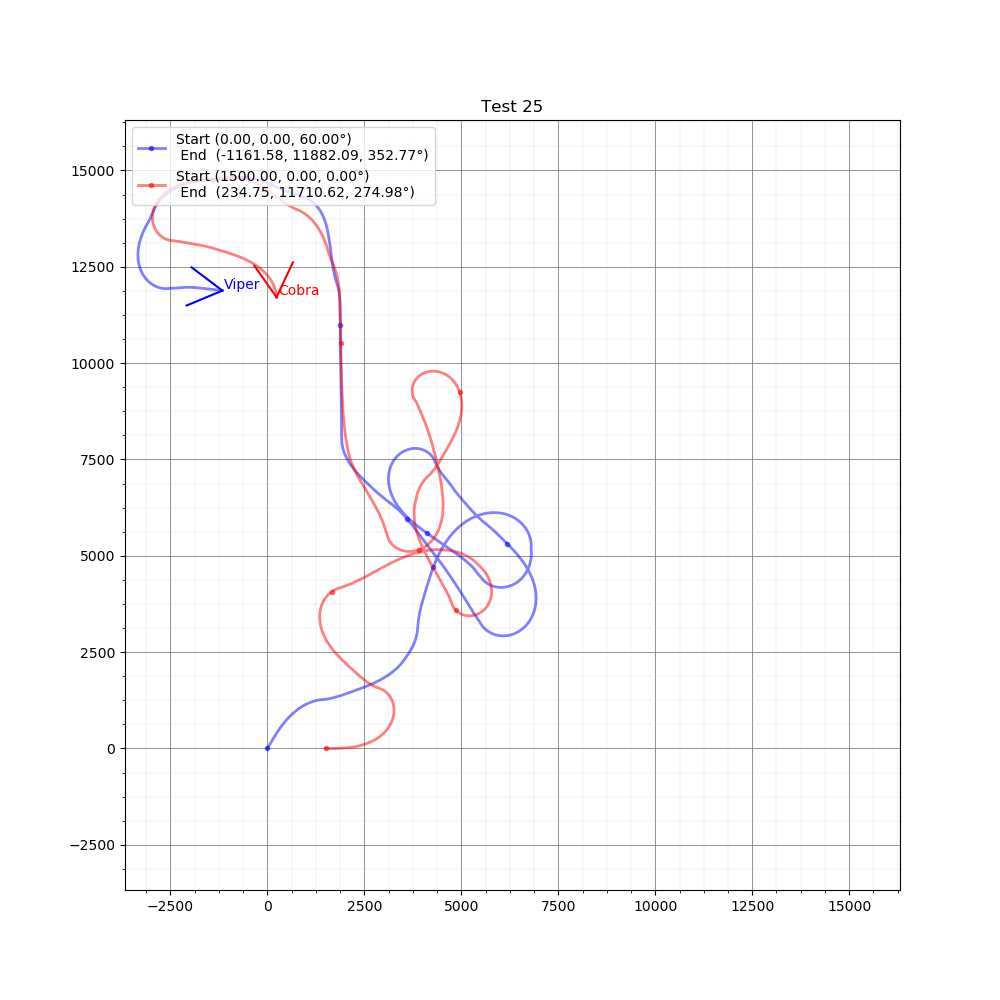 Test 25
Start (0.00, 0.00, 60.00°)
End (-1161.58, 11882.09, 352.77°)
Start (1500.00, 0.00, 0.00°)
End (234.75, 11710.62, 274.98°)
15000
12500
10000
7500
5000
2500
0
−2500
Viper
Cobra
−2500 0 2500 5000 7500 10000 12500 15000